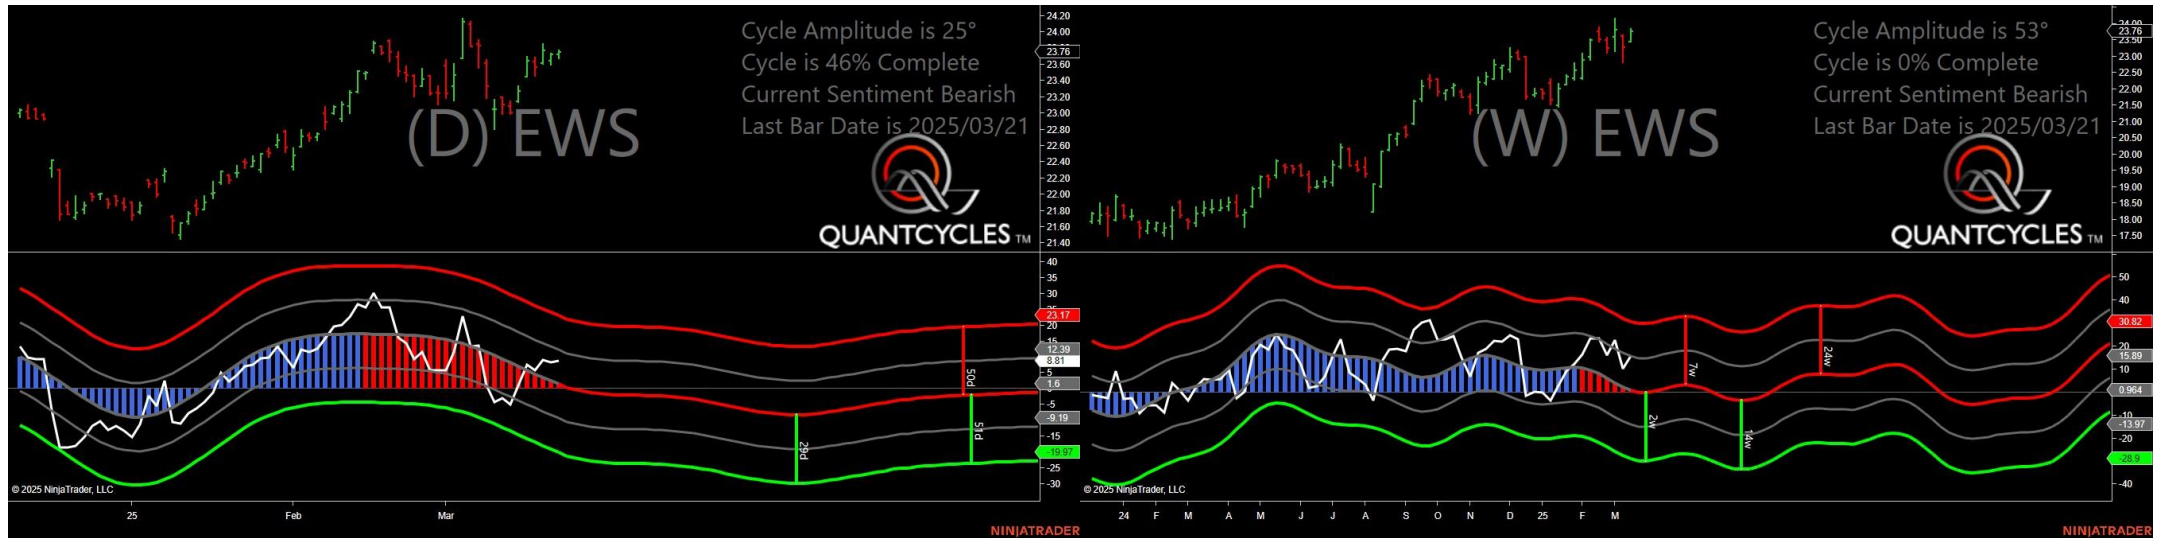 Cycle Amplitude is 25°
Cycle is 46% Complete
Current Sentiment Bearish
Last Bar Date is 2025/03/21
(D) EWS
QUANTCYCLES TM
24.20
24.00
23.76
23.60
23.40
23.20
23.00
22.80
22.60
22.40
22.20
22.00
21.80
21.60
21.40
40
35
30
23.17
20
15
12.39
8.81
5
1.6
-5
-9.19
-15
-19.97
-25
-30
29d
50d
51d
© 2025 NinjaTrader, LLC
25
Feb
Mar
NINJATRADER
Cycle Amplitude is 53°
Cycle is 0% Complete
Current Sentiment Bearish
Last Bar Date is 2025/03/21
(W) EWS
QUANTCYCLES TM
24.00
23.76
23.50
23.00
22.50
22.00
21.50
21.00
20.50
20.00
19.50
19.00
18.50
18.00
17.50
50
40
30.82
20
15.89
10
0.964
-10
-13.97
-20
-28.9
-40
2w
7w
14w
24w
© 2025 NinjaTrader, LLC
24 F M A M J J A S O N D 25 F M
NINJATRADER